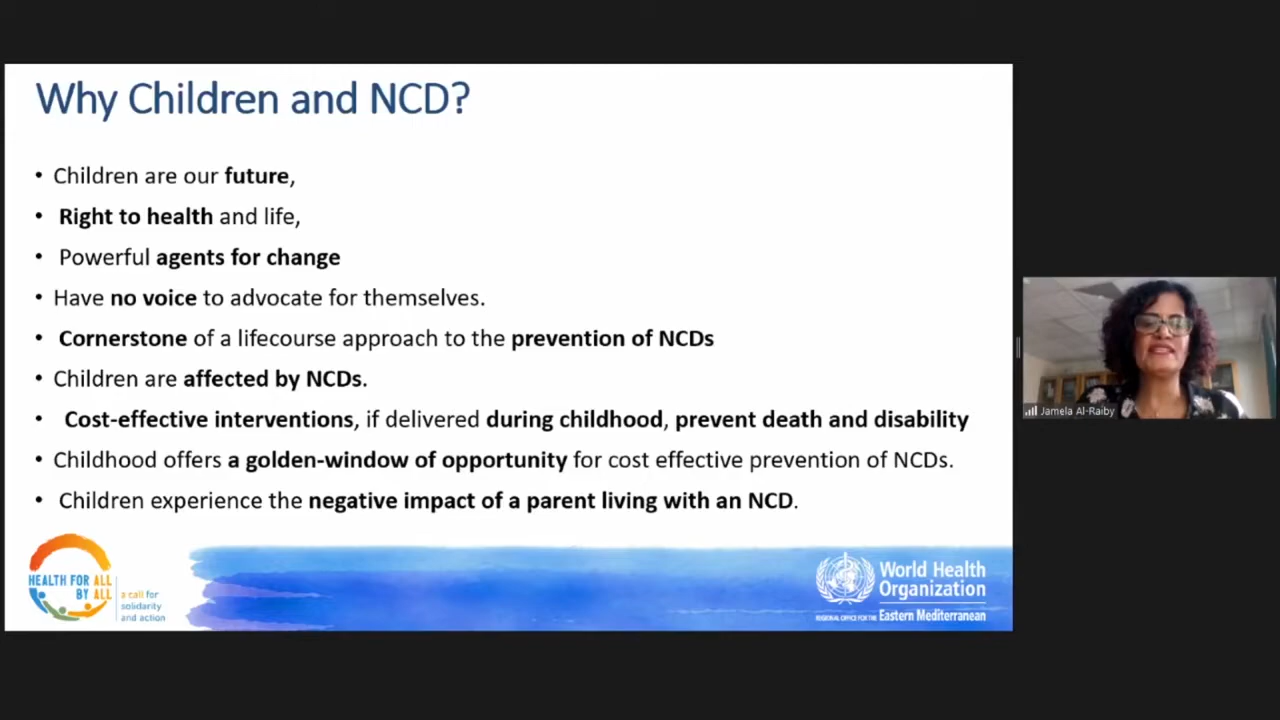 Why Children and NCD?
• Children are our future,
• Right to health and life,
• Powerful agents for change
• Have no voice to advocate for themselves.
• Cornerstone of a lifecourse approach to the prevention of NCDs
• Children are affected by NCDs.
• Cost-effective interventions, if delivered during childhood, prevent death and disability
• Childhood offers a golden-window of opportunity for cost effective prevention of NCDs.
• Children experience the negative impact of a parent living with an NCD.
HEALTH FOR ALL
BY ALL
a call for
solidarity
and action
World Health
Organization
REGIONAL OFFICE FOR THE Eastern Mediterranean
Jamela Al-Raiby